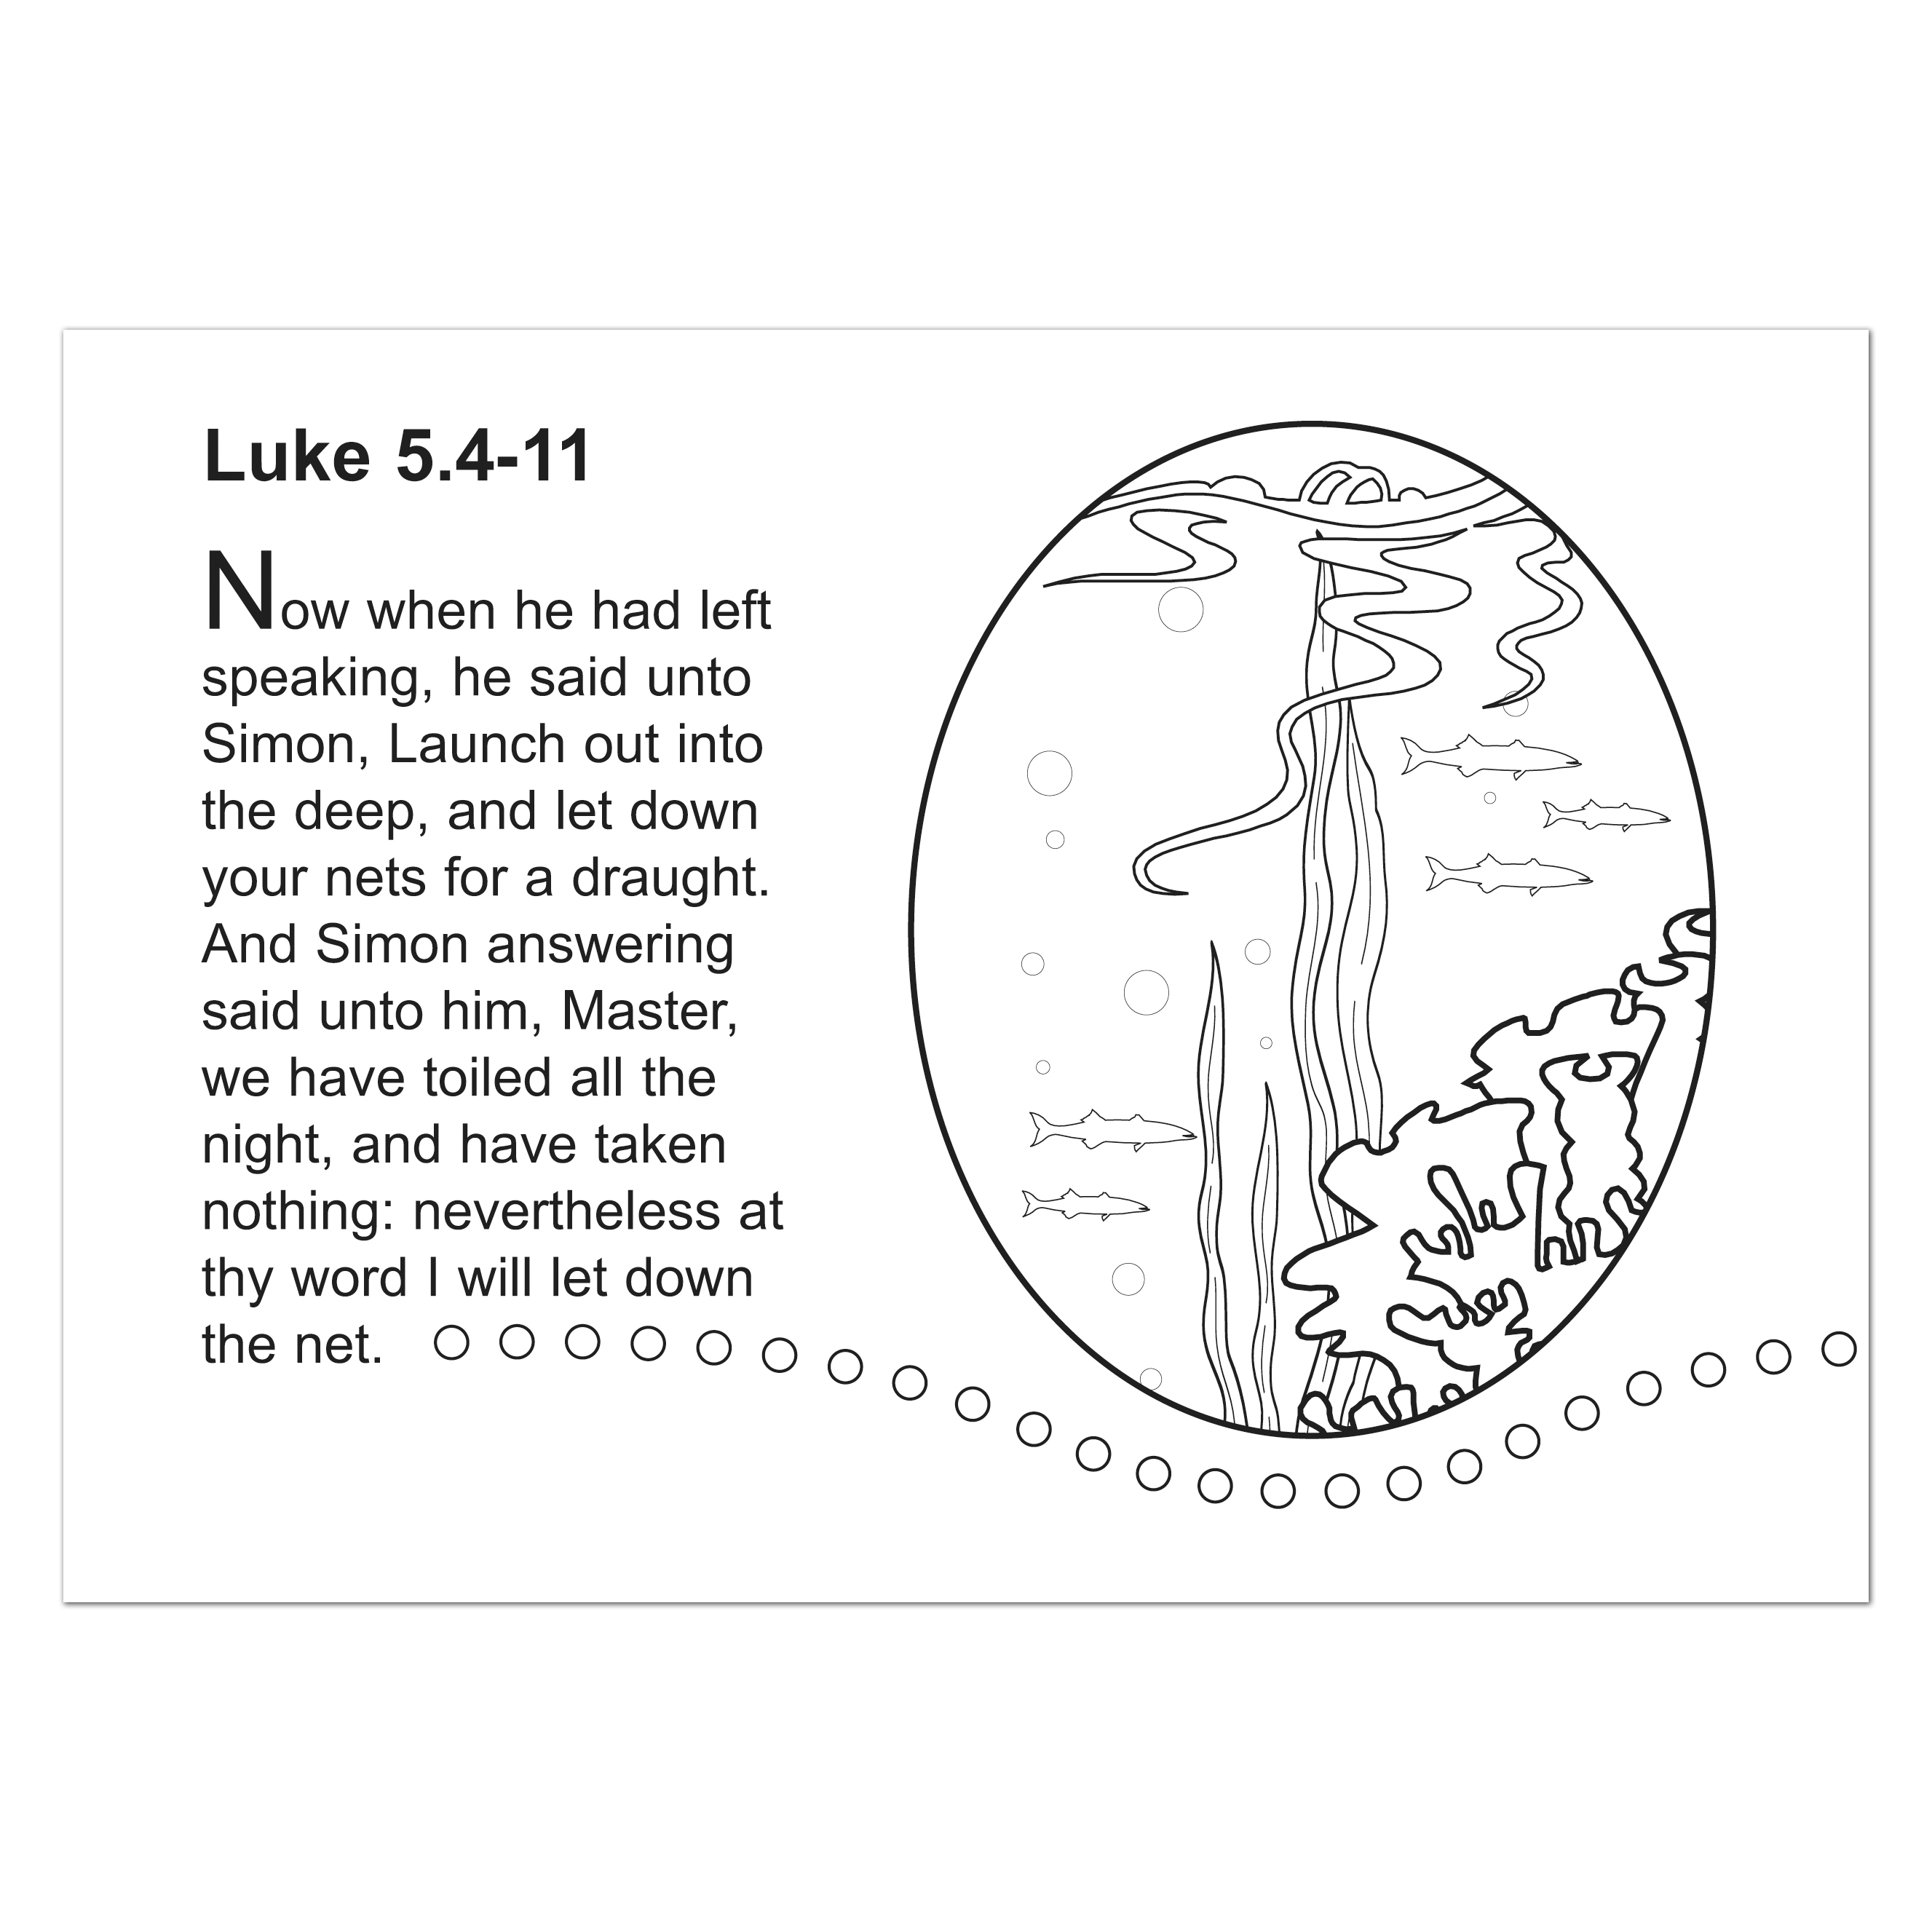 Luke 5.4-11
Now when he had left
speaking, he said unto
Simon, Launch out into
the deep, and let down
your nets for a draught.
And Simon answering
said unto him, Master,
we have toiled all the
night, and have taken
nothing: nevertheless at
thy word I will let down
the net.